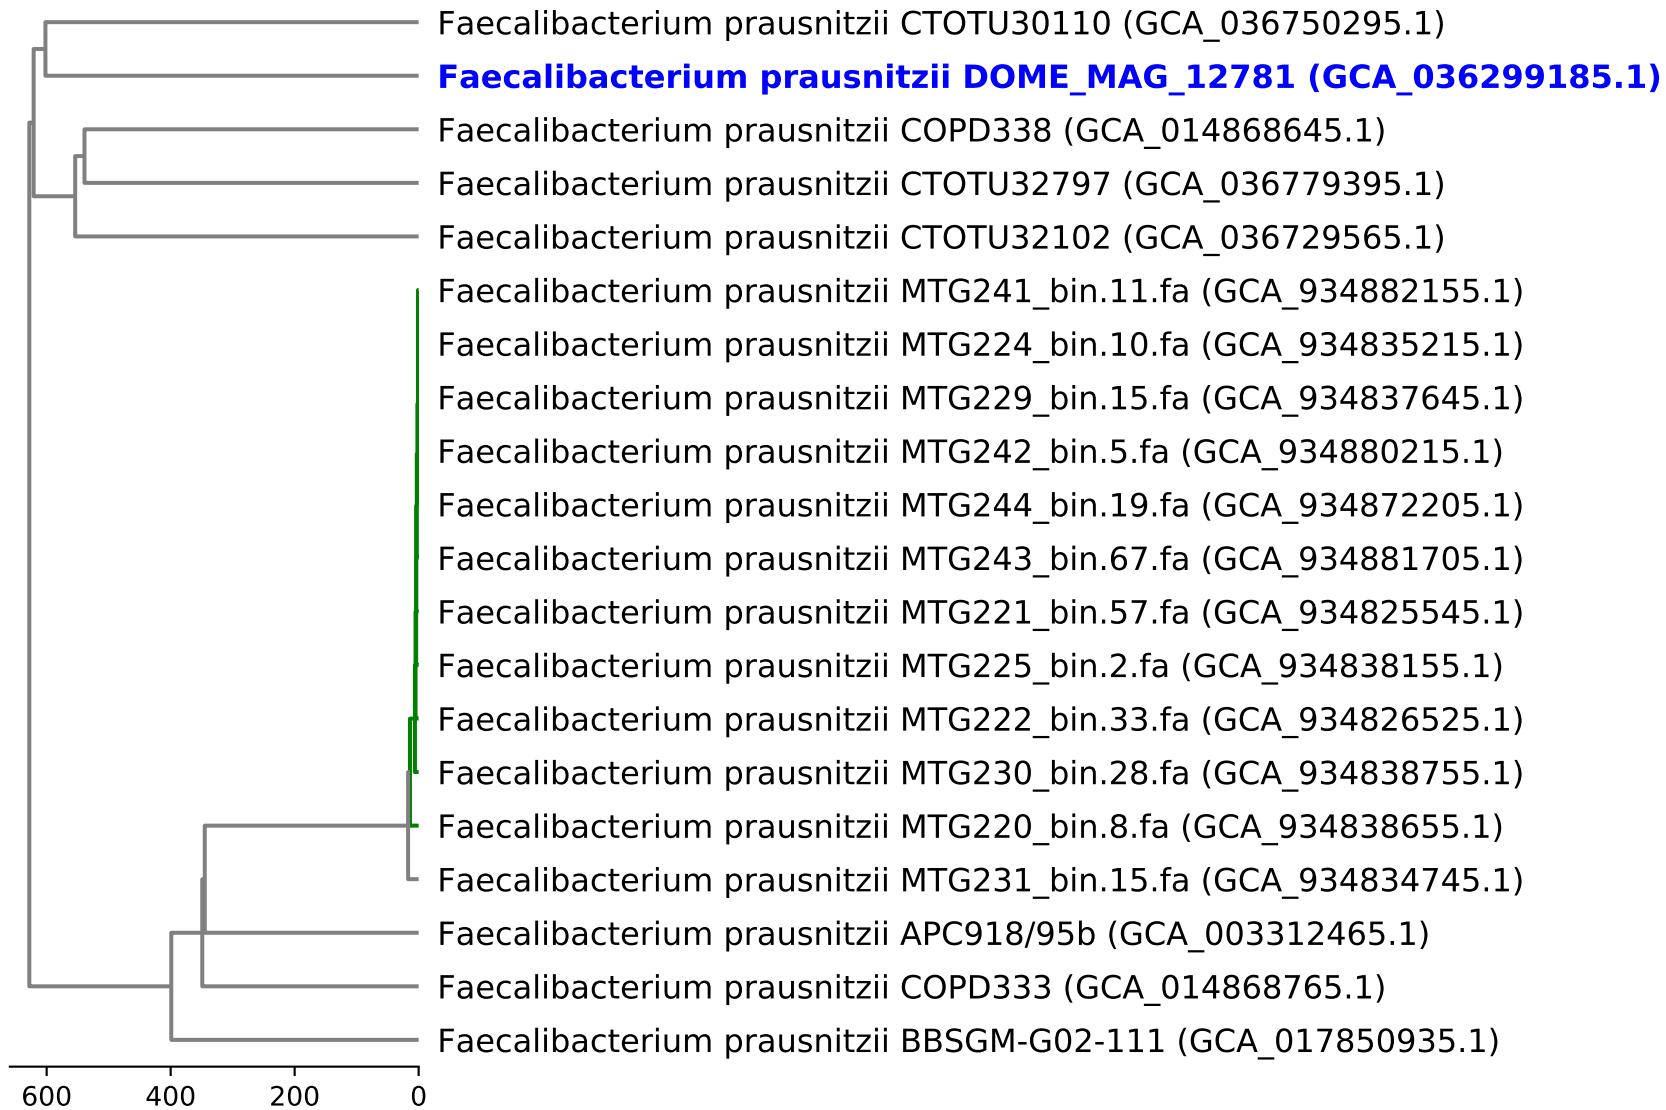 Faecalibacterium prausnitzii CTOTU30110 (GCA_036750295.1)
Faecalibacterium prausnitzii DOME_MAG_12781 (GCA_036299185.1)
Faecalibacterium prausnitzii COPD338 (GCA_014868645.1)
Faecalibacterium prausnitzii CTOTU32797 (GCA_036779395.1)
Faecalibacterium prausnitzii CTOTU32102 (GCA_036729565.1)
Faecalibacterium prausnitzii MTG241_bin.11.fa (GCA_934882155.1)
Faecalibacterium prausnitzii MTG224_bin.10.fa (GCA_934835215.1)
Faecalibacterium prausnitzii MTG229_bin.15.fa (GCA_934837645.1)
Faecalibacterium prausnitzii MTG242_bin.5.fa (GCA_934880215.1)
Faecalibacterium prausnitzii MTG244_bin.19.fa (GCA_934872205.1)
Faecalibacterium prausnitzii MTG243_bin.67.fa (GCA_934881705.1)
Faecalibacterium prausnitzii MTG221_bin.57.fa (GCA_934825545.1)
Faecalibacterium prausnitzii MTG225_bin.2.fa (GCA_934838155.1)
Faecalibacterium prausnitzii MTG222_bin.33.fa (GCA_934826525.1)
Faecalibacterium prausnitzii MTG230_bin.28.fa (GCA_934838755.1)
Faecalibacterium prausnitzii MTG220_bin.8.fa (GCA_934838655.1)
Faecalibacterium prausnitzii MTG231_bin.15.fa (GCA_934834745.1)
Faecalibacterium prausnitzii APC918/95b (GCA_003312465.1)
Faecalibacterium prausnitzii COPD333 (GCA_014868765.1)
Faecalibacterium prausnitzii BBSGM-G02-111 (GCA_017850935.1)
600 400 200 0